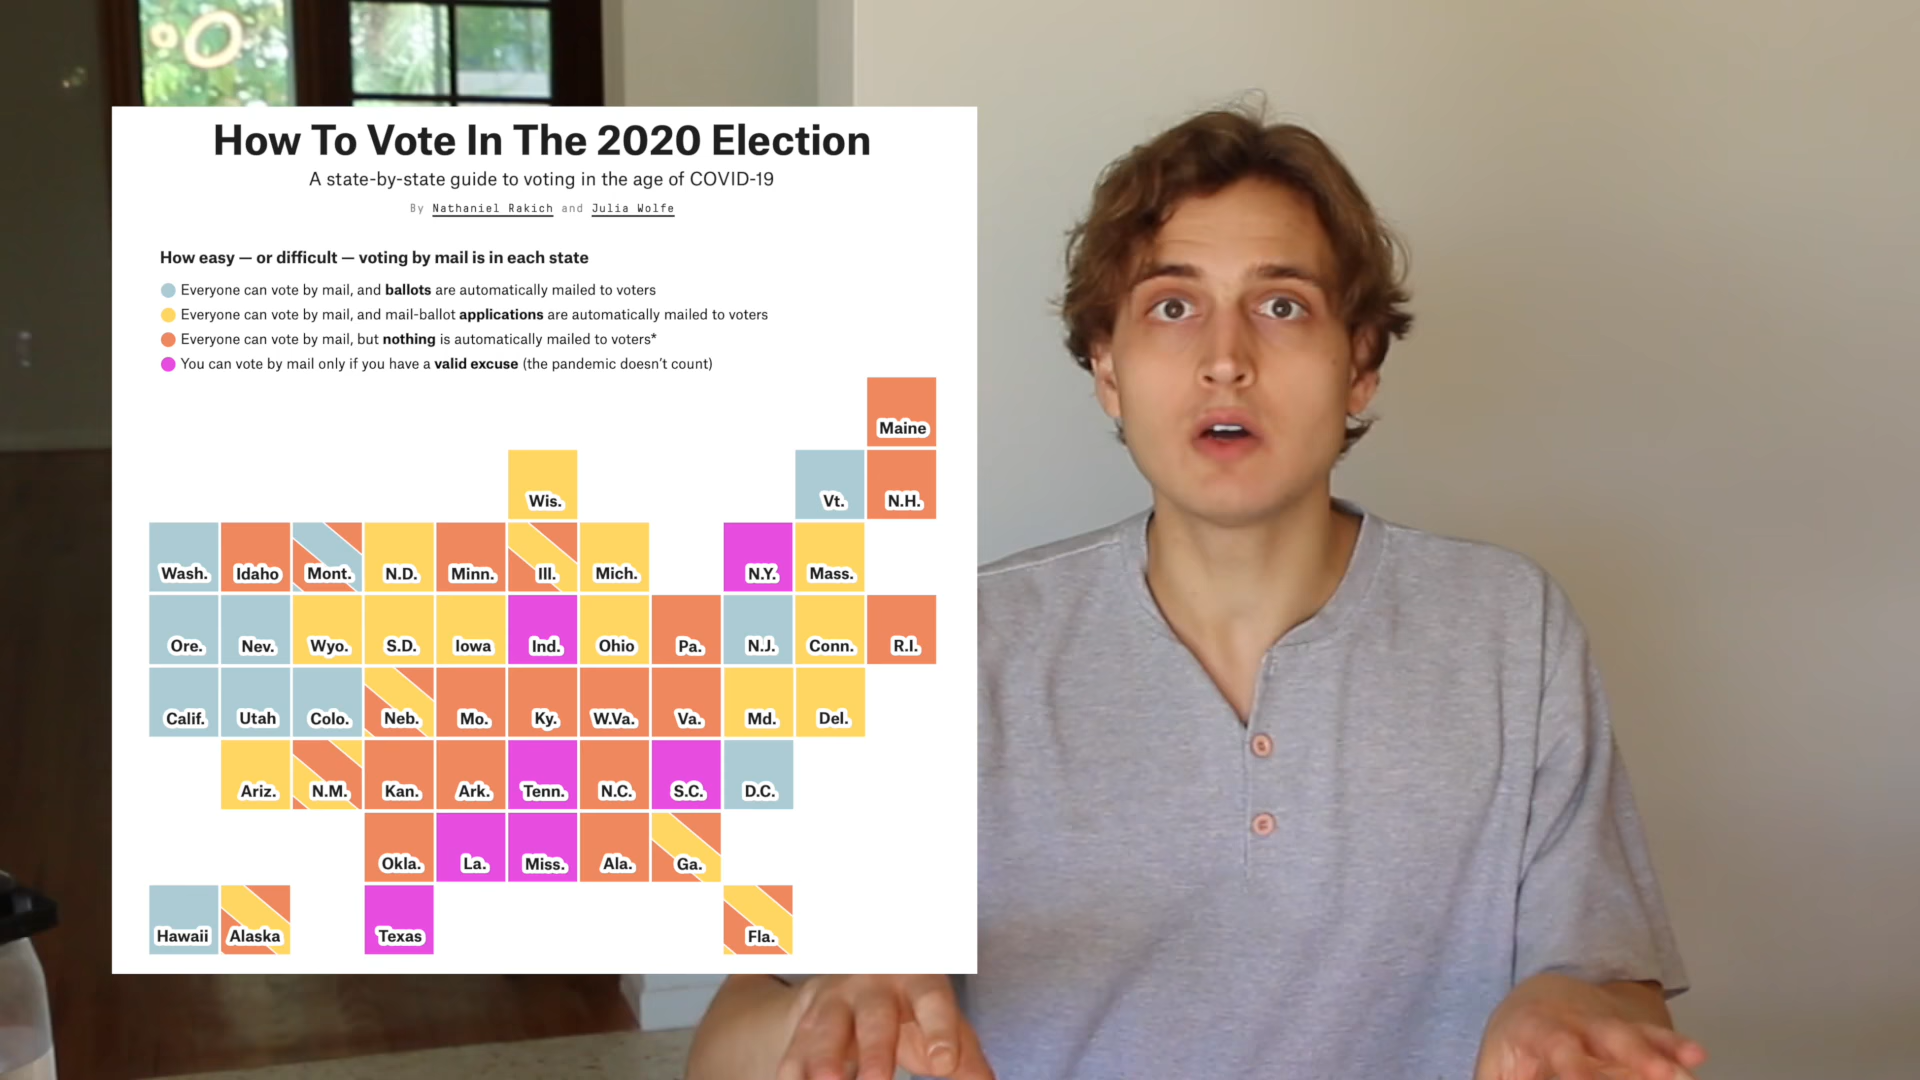 How To Vote In The 2020 Election
A state-by-state guide to voting in the age of COVID-19
By Nathaniel Rakich and Julia Wolfe
How easy — or difficult — voting by mail is in each state
Everyone can vote by mail, and ballots are automatically mailed to voters
Everyone can vote by mail, and mail-ballot applications are automatically mailed to voters
Everyone can vote by mail, but nothing is automatically mailed to voters*
You can vote by mail only if you have a valid excuse (the pandemic doesn't count)
Maine
Wis. Vt. N.H.
Wash. Idaho Mont. N.D. Minn. Ill. Mich. N.Y. Mass.
Ore. Nev. Wyo. S.D. Iowa Ind. Ohio Pa. N.J. Conn. R.I.
Calif. Utah Colo. Neb. Mo. Ky. W.Va. Va. Md. Del.
Ariz. N.M. Kan. Ark. Tenn. N.C. S.C. D.C.
Okla. La. Miss. Ala. Ga.
Hawaii Alaska Texas Fla.